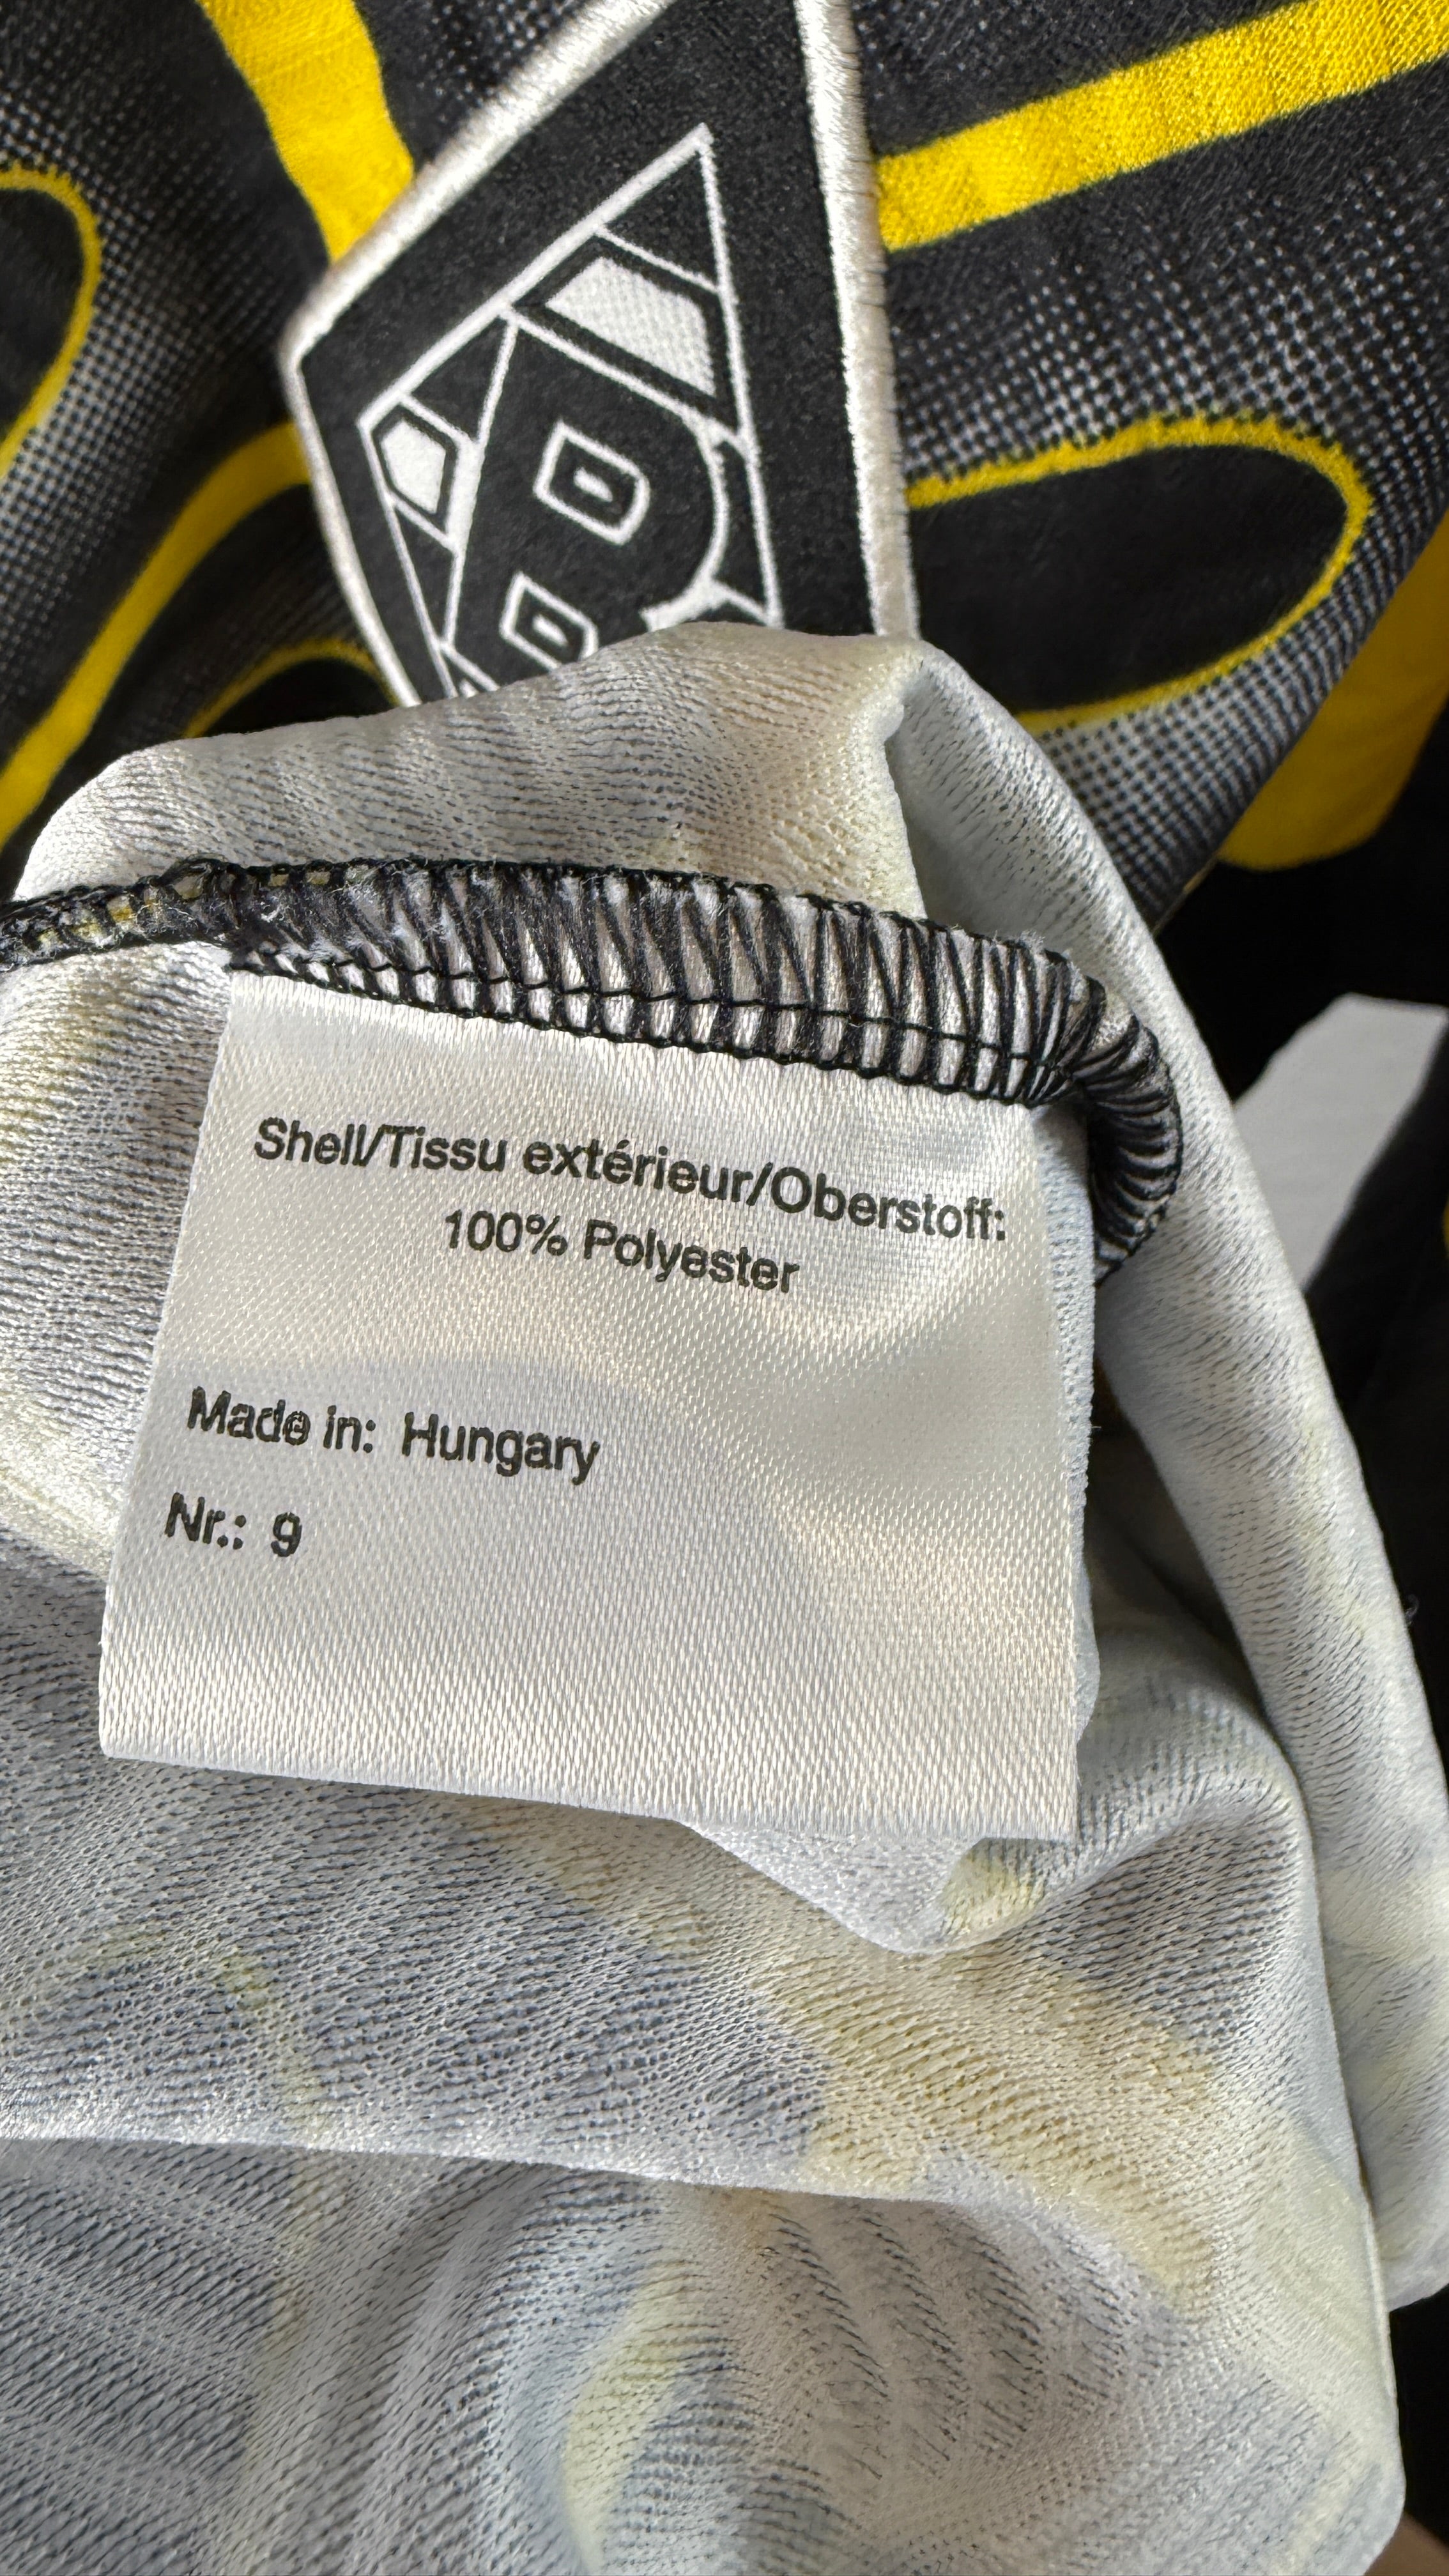 Shell/Tissu extérieur/Oberstoff:
100% Polyester
Made in: Hungary
Nr.: 9